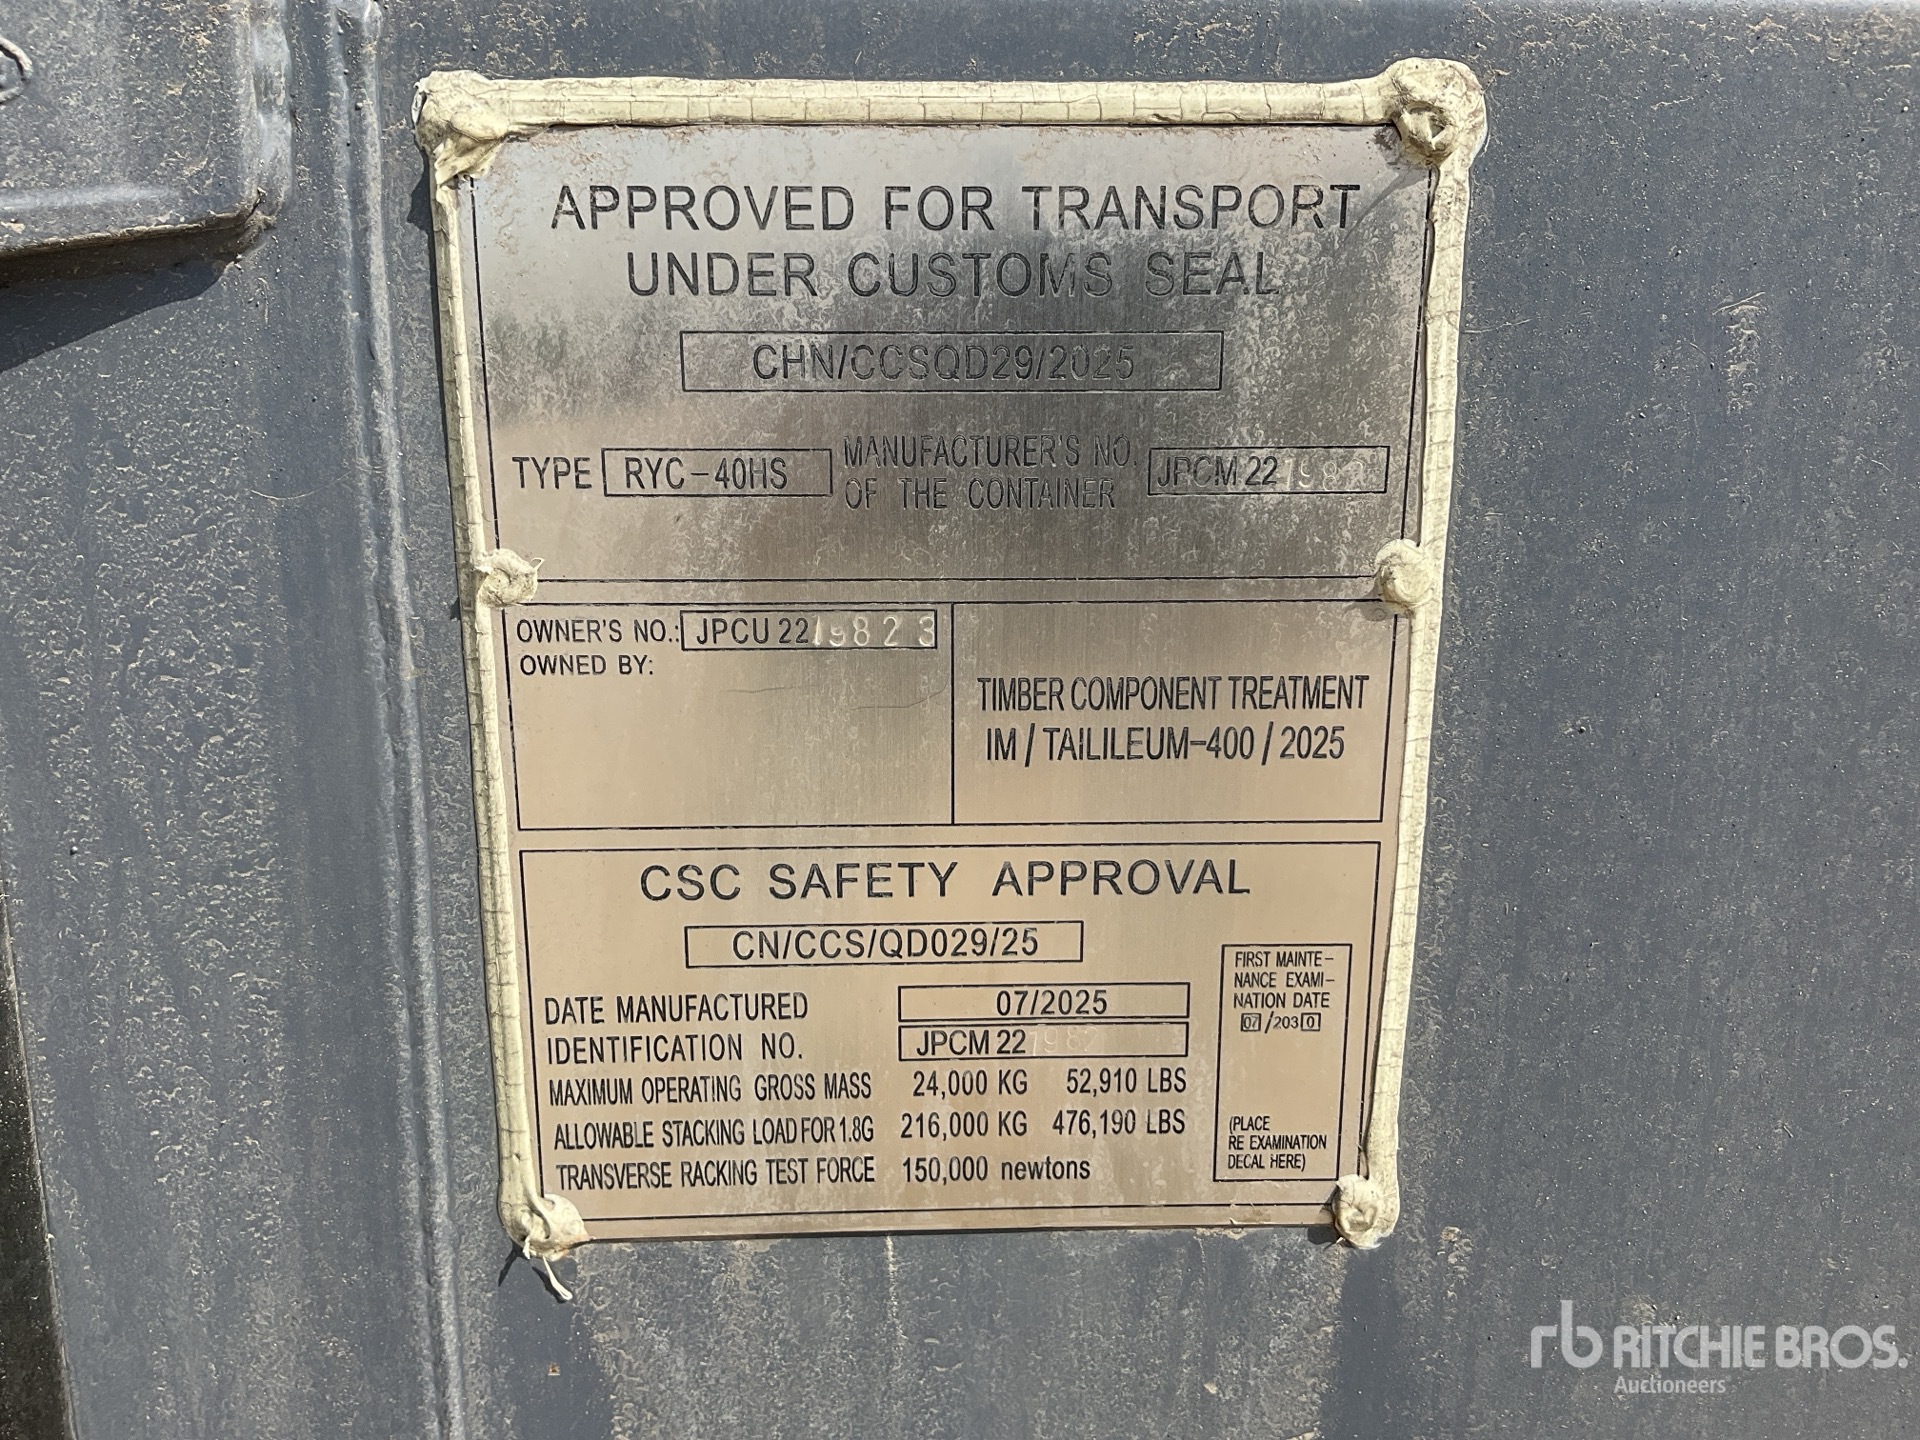 APPROVED FOR TRANSPORT
UNDER CUSTOMS SEAL
CHN/CCSQD29/2025
TYPE RYC-40HS MANUFACTURER'S NO. OF THE CONTAINER JPCM 22
OWNER'S NO.: JPCU 2219823
OWNED BY:
TIMBER COMPONENT TREATMENT
IM / TAILILEUM-400 / 2025
CSC SAFETY APPROVAL
CN/CCS/QD029/25
DATE MANUFACTURED 07/2025
IDENTIFICATION NO. JPCM 22
MAXIMUM OPERATING GROSS MASS 24,000 KG 52,910 LBS
ALLOWABLE STACKING LOAD FOR 1.8G 216,000 KG 476,190 LBS
TRANSVERSE RACKING TEST FORCE 150,000 newtons
FIRST MAINTE-
NANCE EXAMI-
NATION DATE
07/2030
(PLACE
RE EXAMINATION
DECAL HERE)
rb RITCHIE BROS.
Auctioneers